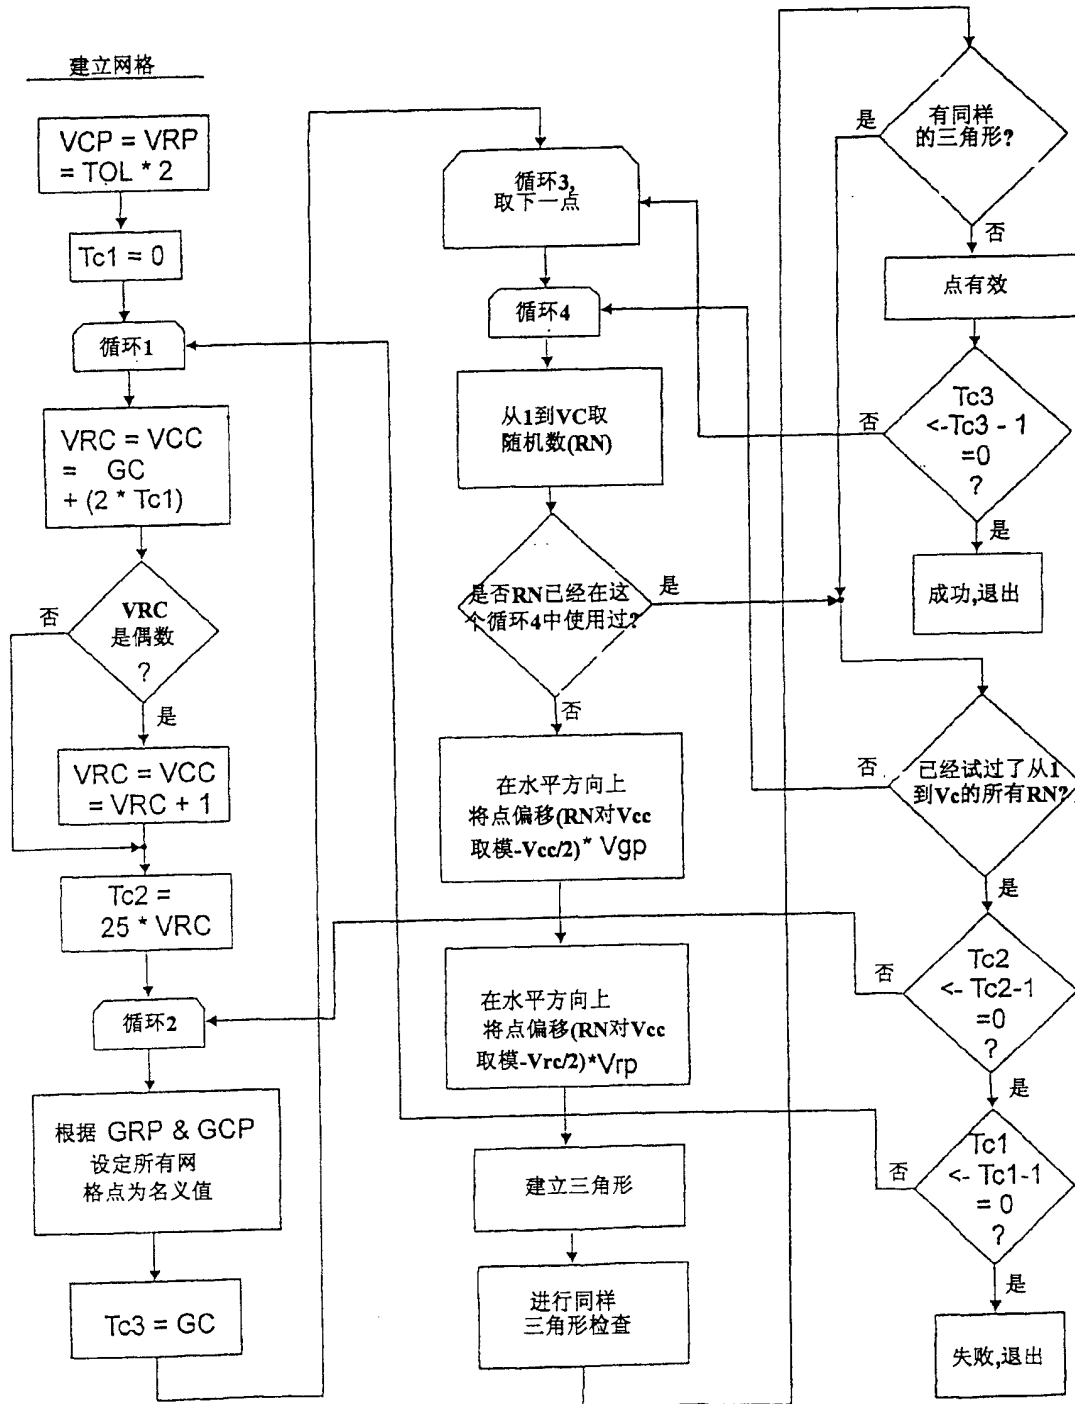 建立网格
VCP = VRP
= TOL * 2
Tc1 = 0
循环1
VRC = VCC
= GC
+ (2 * Tc1)
VRC
是偶数
?
否
是
VRC = VCC
= VRC + 1
Tc2 =
25 * VRC
循环2
根据 GRP & GCP
设定所有网
格点为名义值
Tc3 = GC
循环3,
取下一点
循环4
从1到VC取
随机数(RN)
是否RN已经在这
个循环4中使用过?
是
否
在水平方向上
将点偏移(RN对Vcc
取模-Vcc/2)* Vgp
在水平方向上
将点偏移(RN对Vcc
取模-Vrc/2)*Vrp
建立三角形
进行同样
三角形检查
有同样
的三角形?
是
否
点有效
Tc3
<-Tc3 - 1
=0
?
否
是
成功,退出
已经试过了从1
到Vc的所有RN?
否
是
Tc2
<- Tc2-1
=0
?
否
是
Tc1
<- Tc1-1
= 0
?
否
是
失败,退出